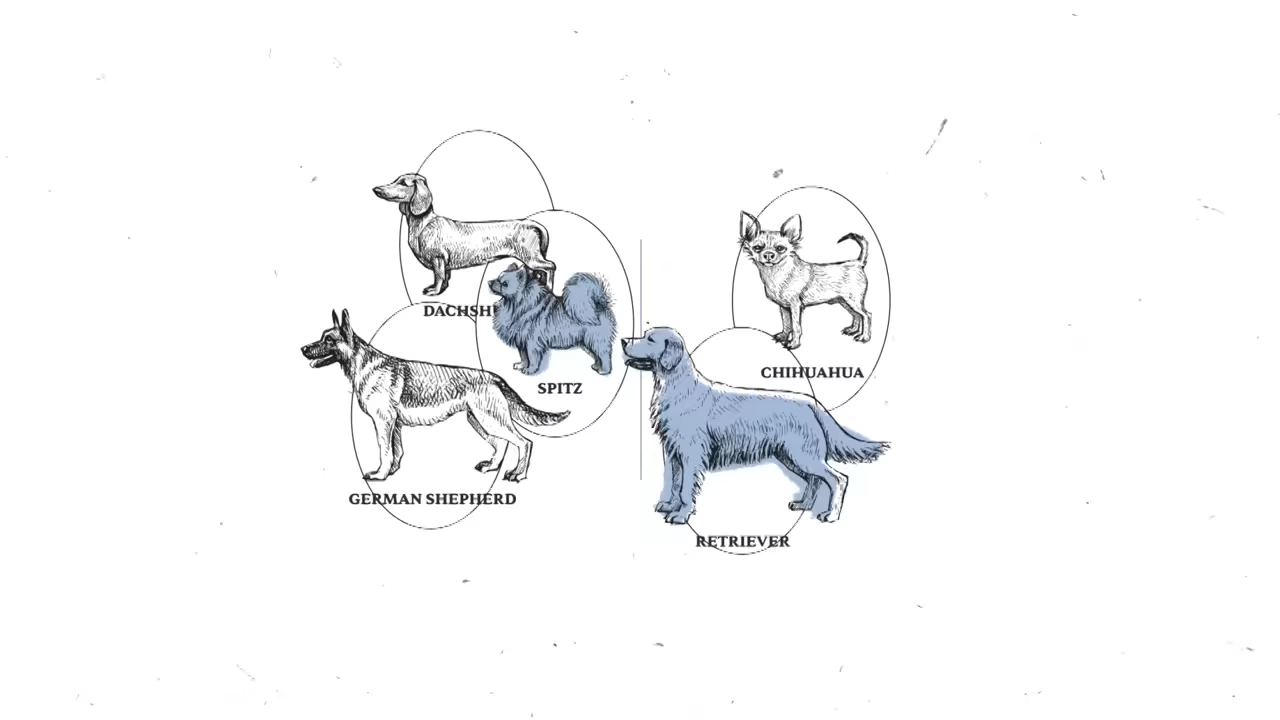 DACHSH
SPITZ
CHIHUAHUA
GERMAN SHEPHERD
RETRIEVER